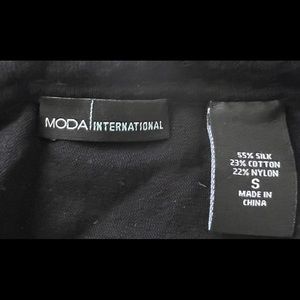 MODA INTERNATIONAL
55% SILK
23% COTTON
22% NYLON
S
MADE IN
CHINA